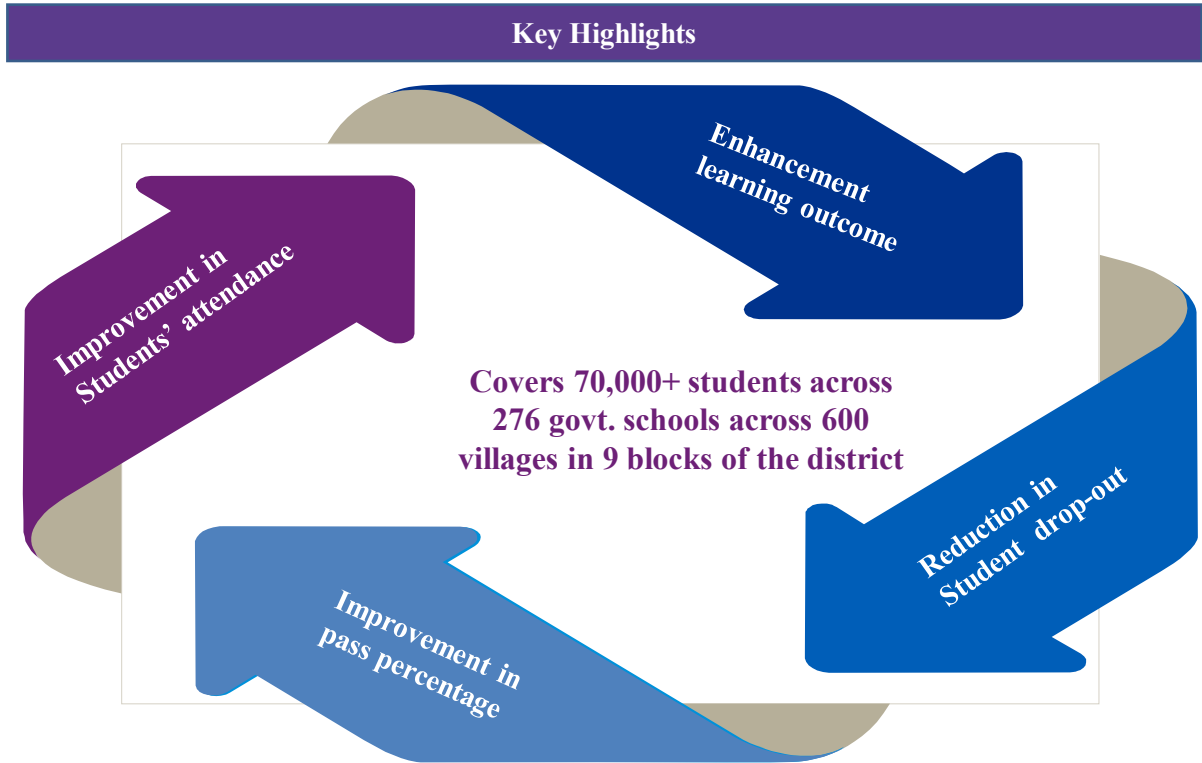 Key Highlights
Enhancement
learning outcome
Improvement in
Students’ attendance
Covers 70,000+ students across
276 govt. schools across 600
villages in 9 blocks of the district
Reduction in
Student drop-out
Improvement in
pass percentage